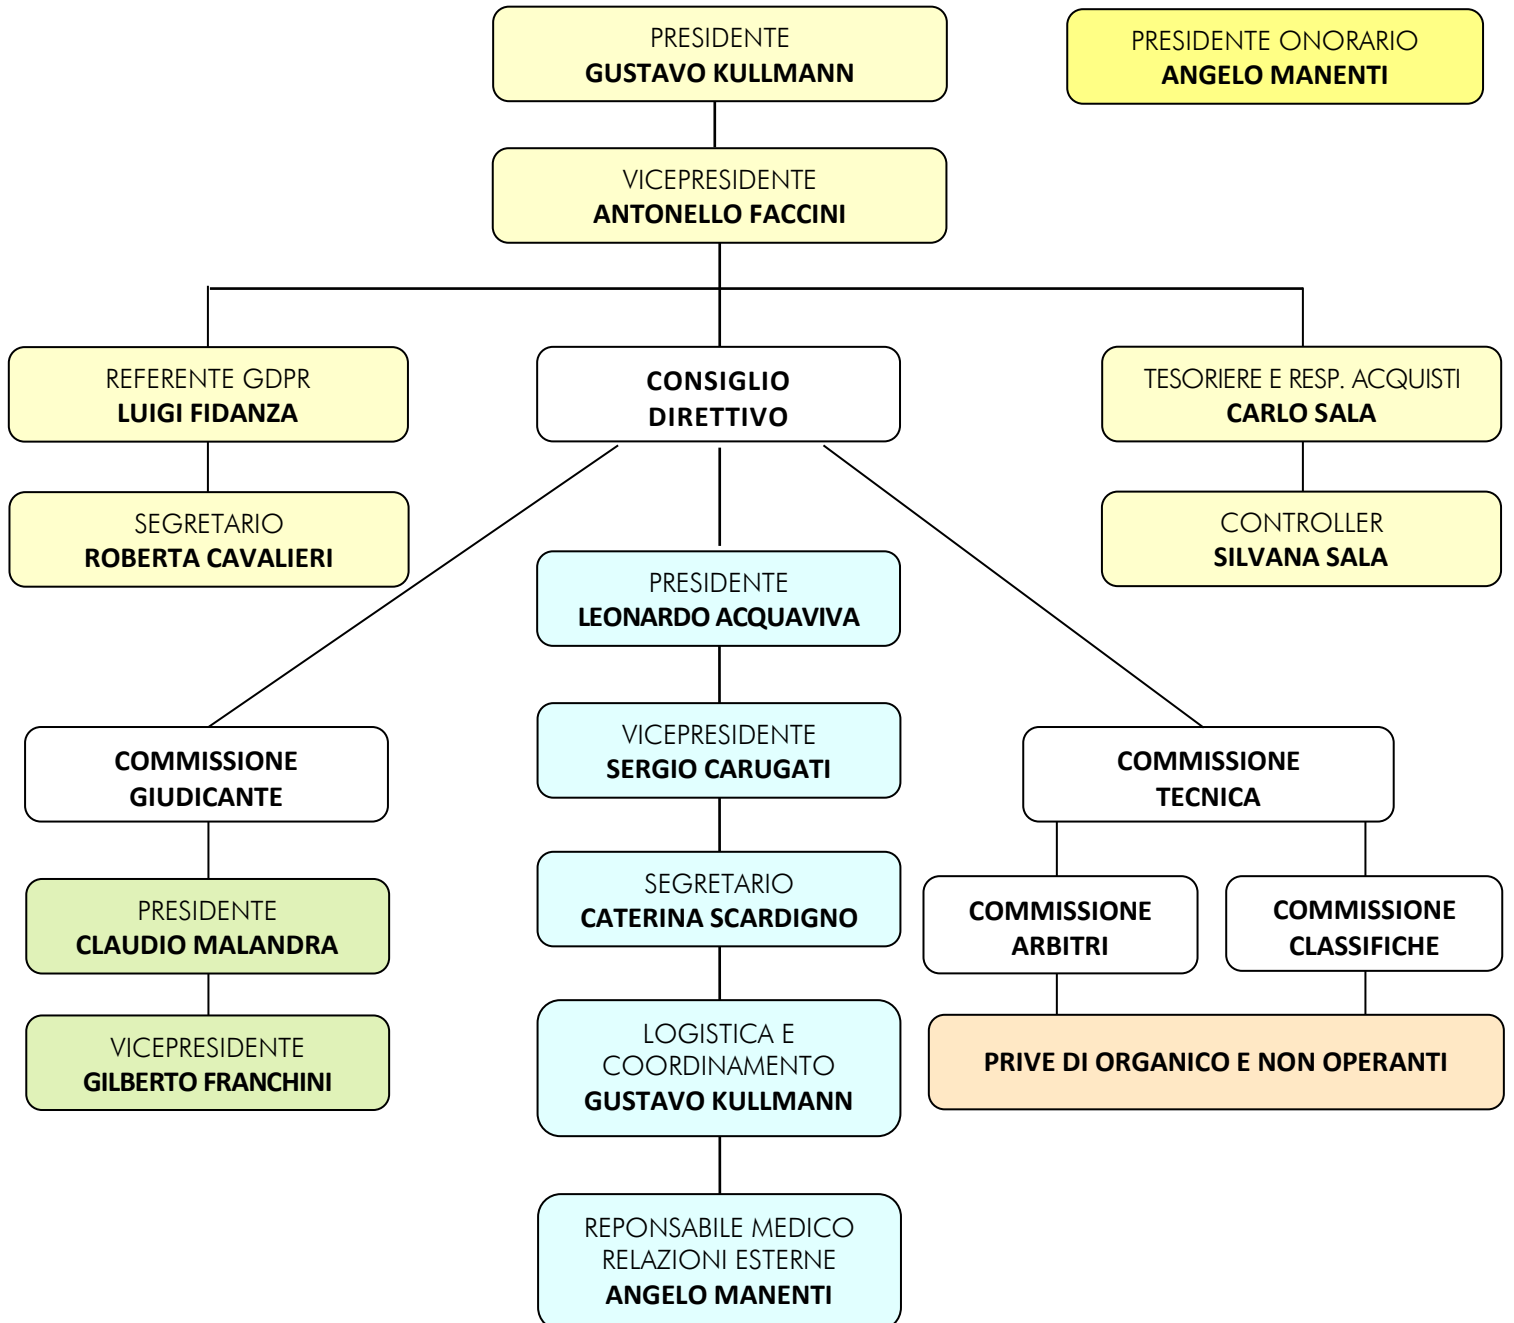 PRESIDENTE
GUSTAVO KULLMANN
PRESIDENTE ONORARIO
ANGELO MANENTI
VICEPRESIDENTE
ANTONELLO FACCINI
REFERENTE GDPR
LUIGI FIDANZA
CONSIGLIO
DIRETTIVO
TESORIERE E RESP. ACQUISTI
CARLO SALA
SEGRETARIO
ROBERTA CAVALIERI
CONTROLLER
SILVANA SALA
PRESIDENTE
LEONARDO ACQUAVIVA
VICEPRESIDENTE
SERGIO CARUGATI
COMMISSIONE
GIUDICANTE
COMMISSIONE
TECNICA
SEGRETARIO
CATERINA SCARDIGNO
PRESIDENTE
CLAUDIO MALANDRA
COMMISSIONE
ARBITRI
COMMISSIONE
CLASSIFICHE
VICEPRESIDENTE
GILBERTO FRANCHINI
LOGISTICA E
COORDINAMENTO
GUSTAVO KULLMANN
PRIVE DI ORGANICO E NON OPERANTI
REPONSABILE MEDICO
RELAZIONI ESTERNE
ANGELO MANENTI